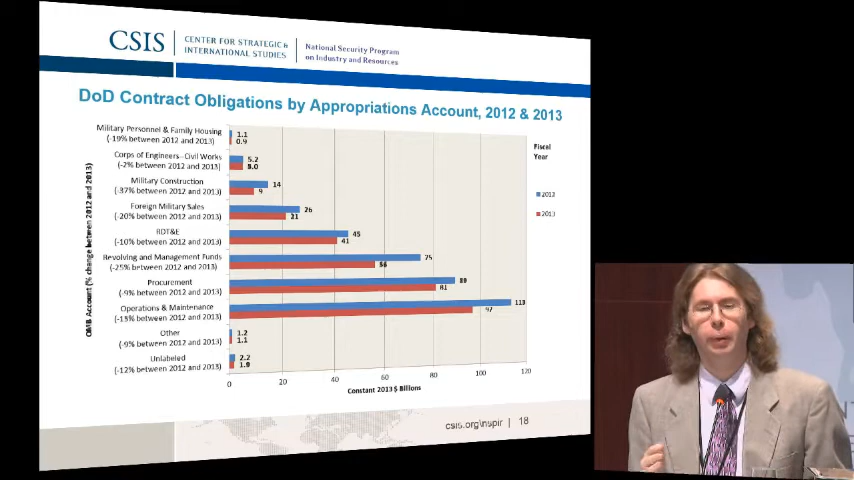 CSIS
CENTER FOR STRATEGIC &
INTERNATIONAL STUDIES
National Security Program
on Industry and Resources
DoD Contract Obligations by Appropriations Account, 2012 & 2013
OMB Account (% change between 2012 and 2013)
Military Personnel & Family Housing
(-19% between 2012 and 2013)
1.1
0.9
Corps of Engineers--Civil Works
(-2% between 2012 and 2013)
5.2
5.0
Military Construction
(-37% between 2012 and 2013)
14
9
Foreign Military Sales
(-20% between 2012 and 2013)
26
21
RDT&E
(-10% between 2012 and 2013)
45
41
Revolving and Management Funds
(-25% between 2012 and 2013)
75
56
Procurement
(-9% between 2012 and 2013)
89
81
Operations & Maintenance
(-13% between 2012 and 2013)
113
97
Other
(-9% between 2012 and 2013)
1.2
1.1
Unlabeled
(-12% between 2012 and 2013)
2.2
1.9
0 20 40 60 80 100 120
Constant 2013 $ Billions
Fiscal
Year
2013
2013
csis.org\nspir | 18